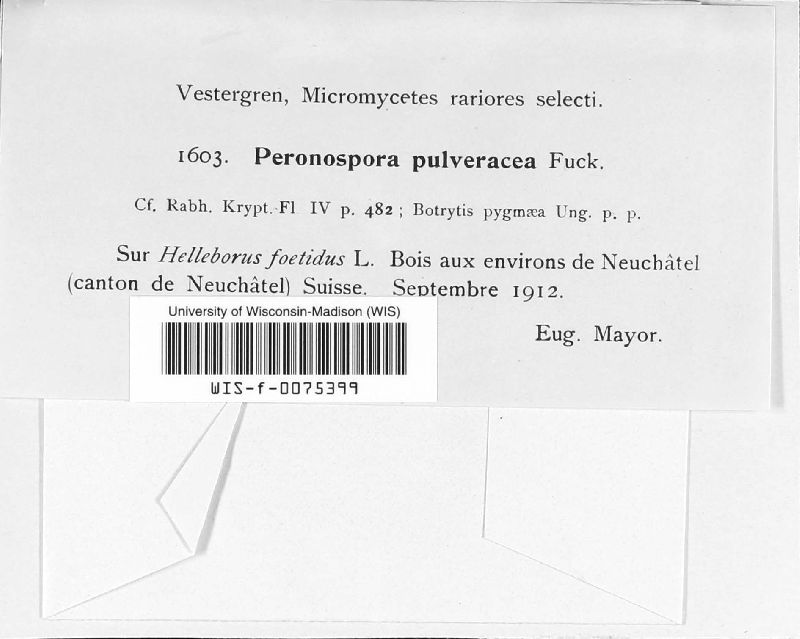 Vestergren, Micromycetes rariores selecti.
1603. Peronospora pulveracea Fuck.
Cf. Rabh. Krypt.-Fl IV p. 482 ; Botrytis pygmæa Ung. p. p.
Sur Helleborus foetidus L. Bois aux environs de Neuchâtel
(canton de Neuchâtel) Suisse. Septembre 1912.
Eug. Mayor.
University of Wisconsin-Madison (WIS)
WIS-f-0075399